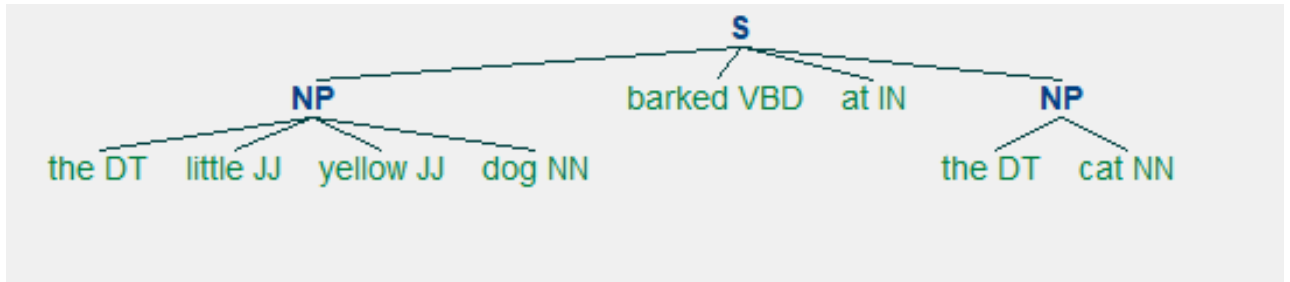 S
NP barked VBD at IN NP
the DT little JJ yellow JJ dog NN the DT cat NN